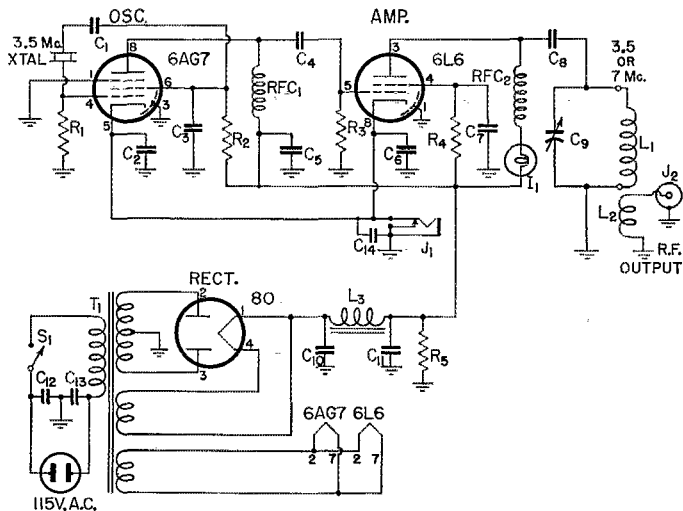 OSC.
AMP.
3.5 Mc.
XTAL
C1
8
6AG7
1
6
4
3
5
R1
C2
C3
R2
RFC1
C4
C5
3
6L6
5
4
1
8
R3
C6
R4
C7
RFC2
I1
C8
C9
3.5
OR
7 Mc.
L1
L2
J2
R.F.
OUTPUT
C14
J1
RECT.
80
2
1
4
3
T1
S1
C12
C13
115V. A.C.
L3
C10
C11
R5
6AG7 6L6
2 7 2 7